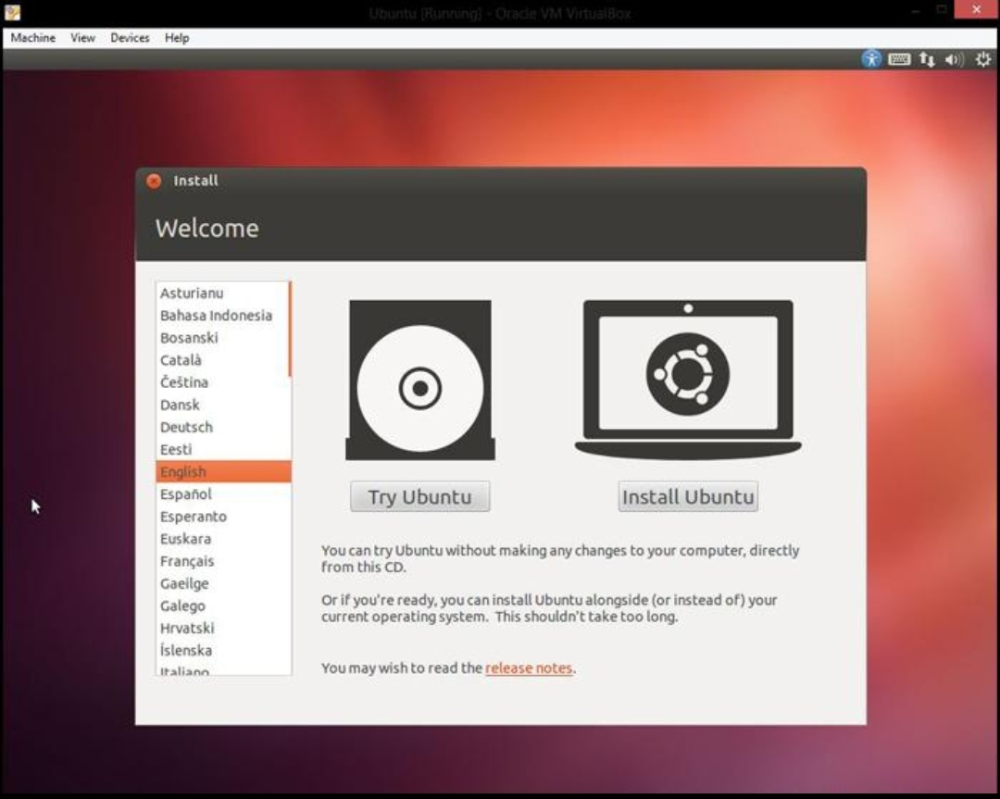 Ubuntu [Running] - Oracle VM VirtualBox
Machine View Devices Help
Install
Welcome
Asturianu
Bahasa Indonesia
Bosanski
Català
Čeština
Dansk
Deutsch
Eesti
English
Español
Esperanto
Euskara
Français
Gaeilge
Galego
Hrvatski
Íslenska
Italiano
Try Ubuntu
Install Ubuntu
You can try Ubuntu without making any changes to your computer, directly
from this CD.
Or if you're ready, you can install Ubuntu alongside (or instead of) your
current operating system. This shouldn't take too long.
You may wish to read the release notes.